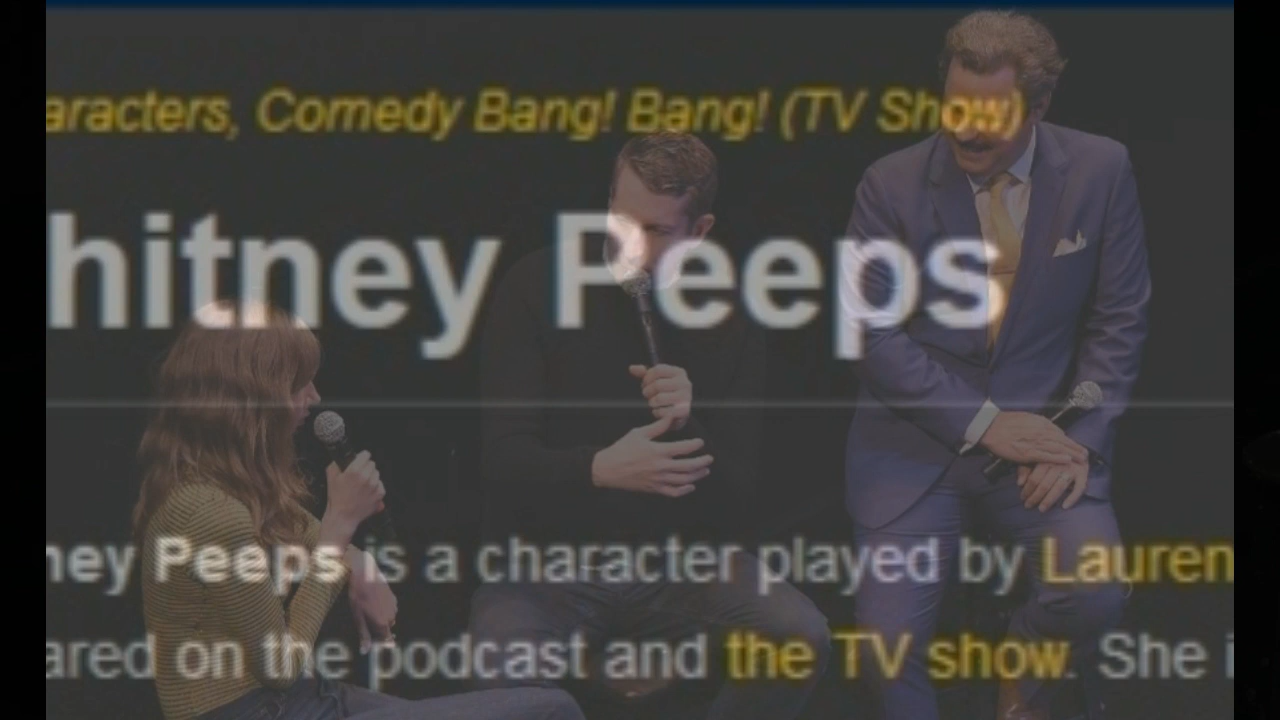 aracters, Comedy Bang! Bang! (TV Show)
hitney Peeps
ney Peeps is a character played by Lauren
ared on the podcast and the TV show. She i